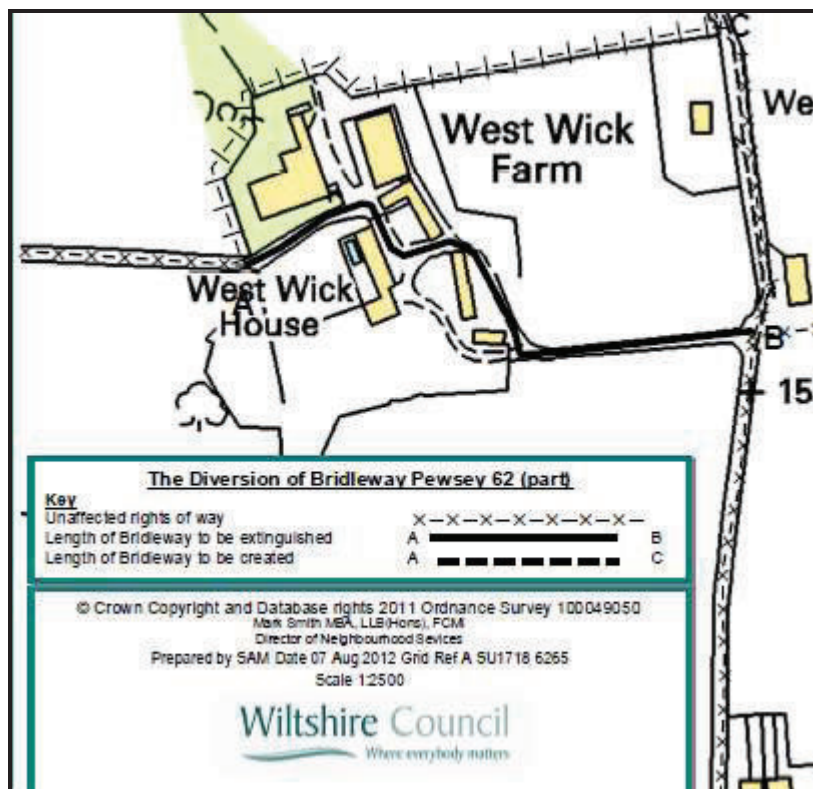 C
West Wick
Farm
We
West Wick
House
A
B
15
The Diversion of Bridleway Pewsey 62 (part)
Key
Unaffected rights of way
Length of Bridleway to be extinguished A B
Length of Bridleway to be created A C
© Crown Copyright and Database rights 2011 Ordnance Survey 100049050
Mark Smith MBA, LLB(Hons), FCMI
Director of Neighbourhood Sevices
Prepared by SAM Date 07 Aug 2012 Grid Ref A SU1718 6265
Scale 1:2500
Wiltshire Council
Where everybody matters